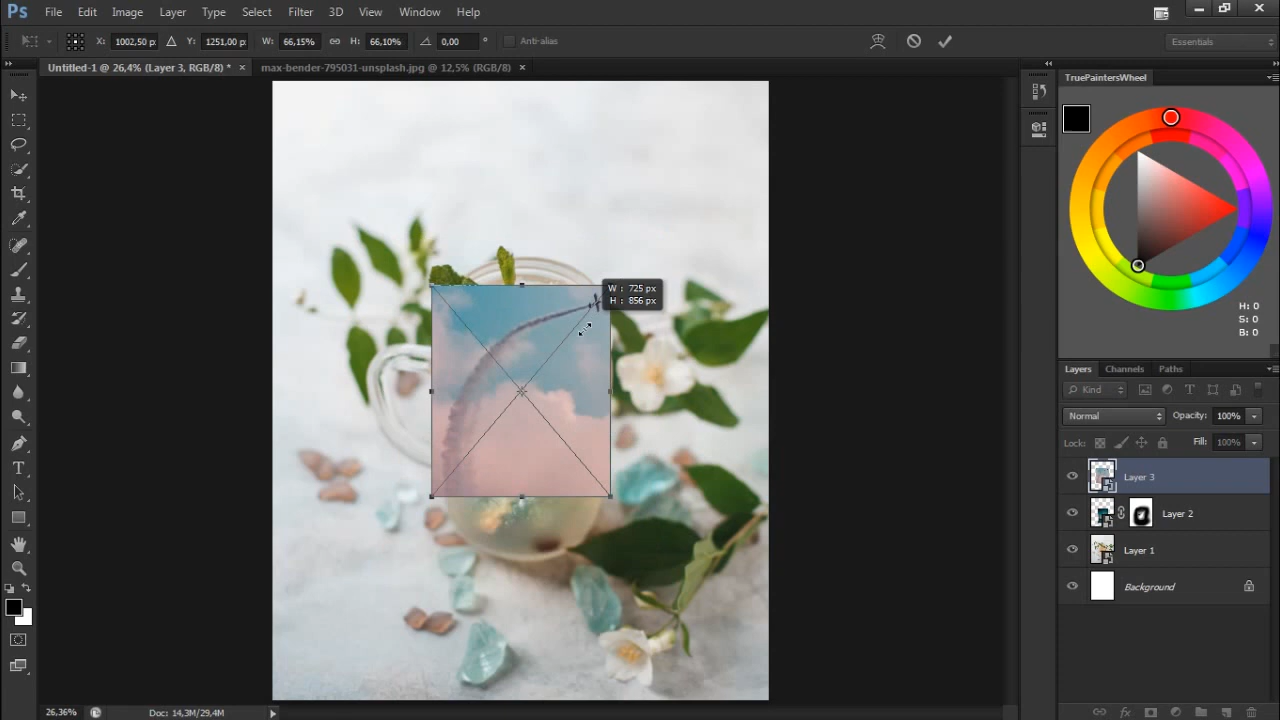 Ps File Edit Image Layer Type Select Filter 3D View Window Help
X: 1002,50 p Y: 1251,00 p W: 66,15% H: 66,10% 0,00 ° Anti-alias Essentials
Untitled-1 @ 26,4% (Layer 3, RGB/8) * × max-bender-795031-unsplash.jpg @ 12,5% (RGB/8) ×
TruePaintersWheel
W : 725 px
H : 856 px
H: 0
S: 0
B: 0
Layers Channels Paths
Kind
Normal Opacity: 100%
Lock: Fill: 100%
Layer 3
Layer 2
Layer 1
Background
26,36% Doc: 14,3M/29,4M